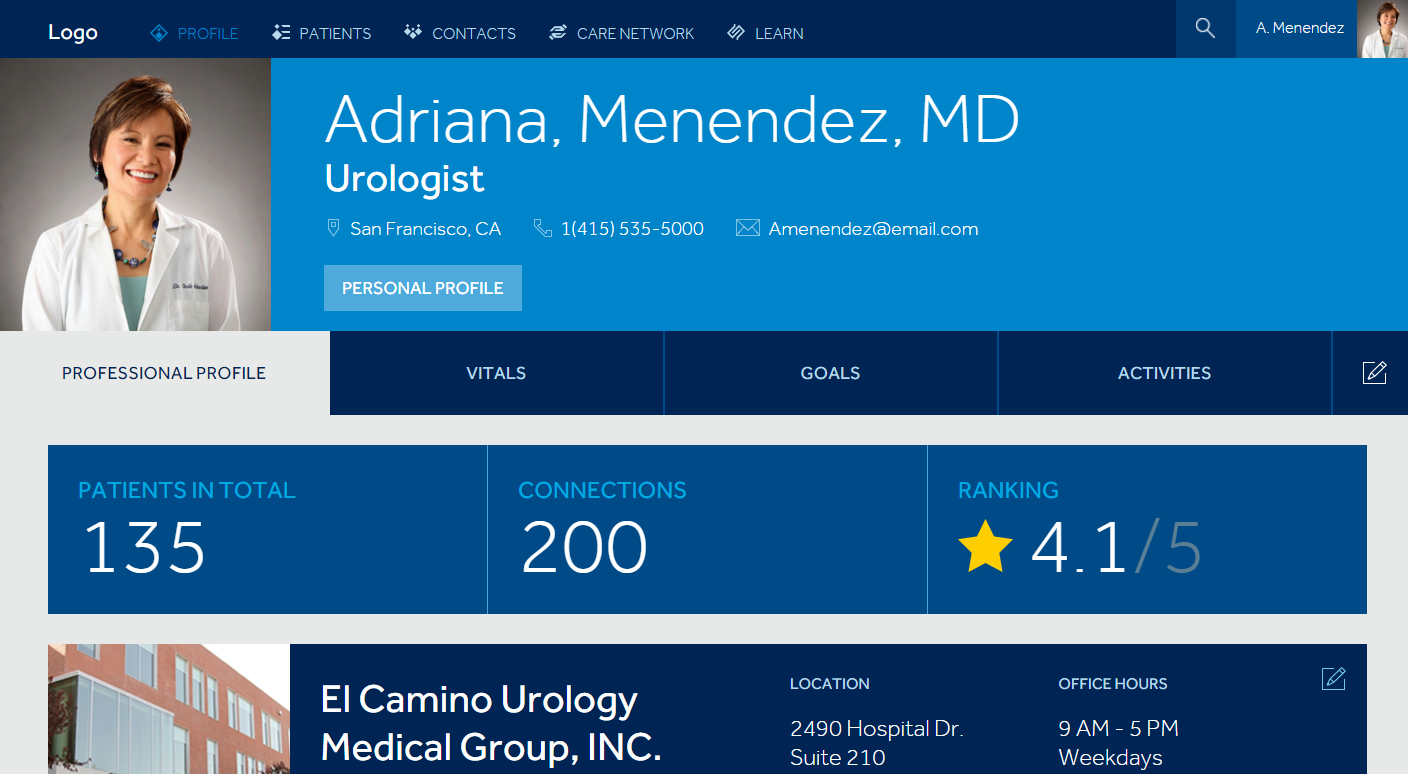 Logo
PROFILE
PATIENTS
CONTACTS
CARE NETWORK
LEARN
A. Menendez
Adriana, Menendez, MD
Urologist
San Francisco, CA
1(415) 535-5000
Amenendez@email.com
PERSONAL PROFILE
PROFESSIONAL PROFILE
VITALS
GOALS
ACTIVITIES
PATIENTS IN TOTAL
135
CONNECTIONS
200
RANKING
4.1/5
El Camino Urology
Medical Group, INC.
LOCATION
2490 Hospital Dr.
Suite 210
OFFICE HOURS
9 AM - 5 PM
Weekdays